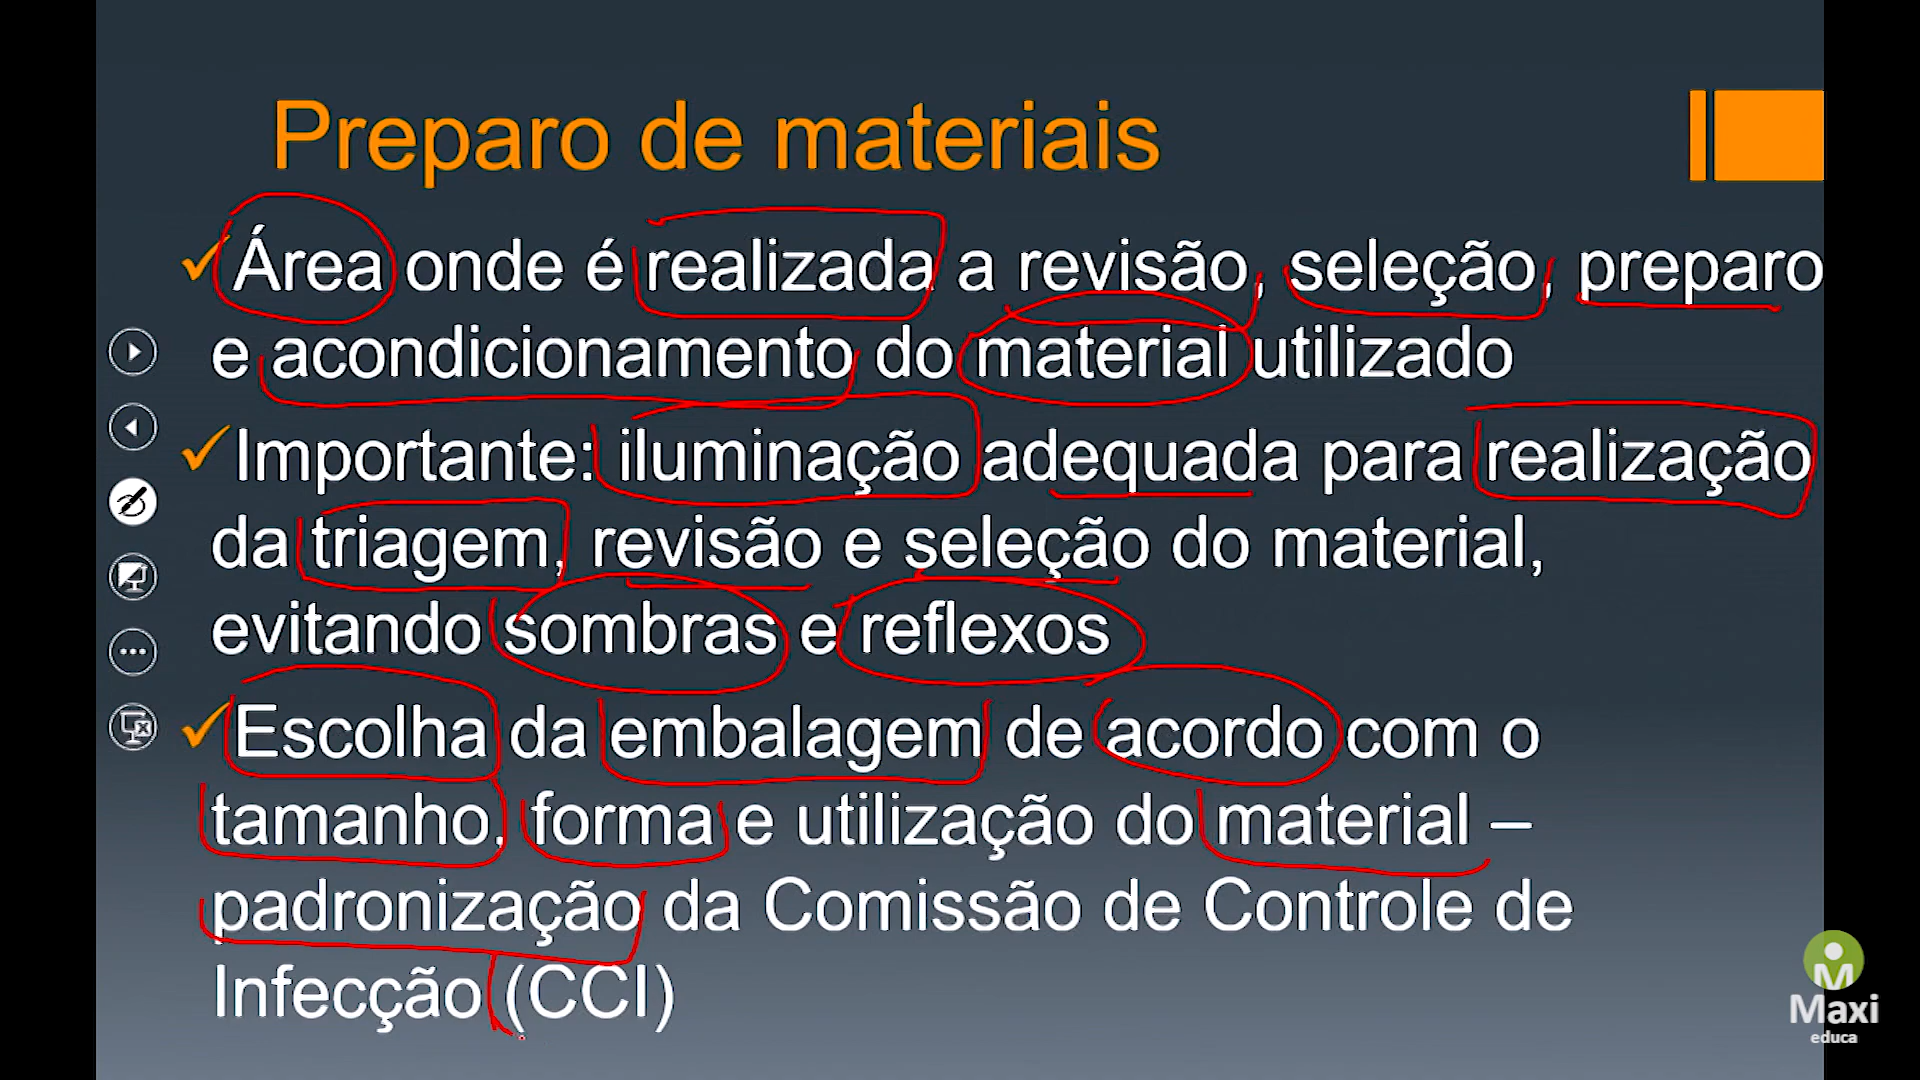 Preparo de materiais
Área onde é realizada a revisão, seleção, preparo
e acondicionamento do material utilizado
Importante: iluminação adequada para realização
da triagem, revisão e seleção do material,
evitando sombras e reflexos
Escolha da embalagem de acordo com o
tamanho, forma e utilização do material –
padronização da Comissão de Controle de
Infecção (CCI)
M
Maxi
educa